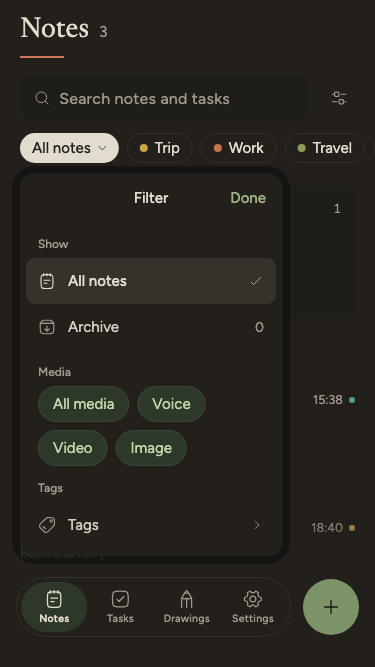 Notes 3
Search notes and tasks
All notes Trip Work Travel
Filter Done
1
Show
All notes
Archive 0
Media
All media Voice
15:38
Video Image
Tags
Tags
18:40
Notes Tasks Drawings Settings